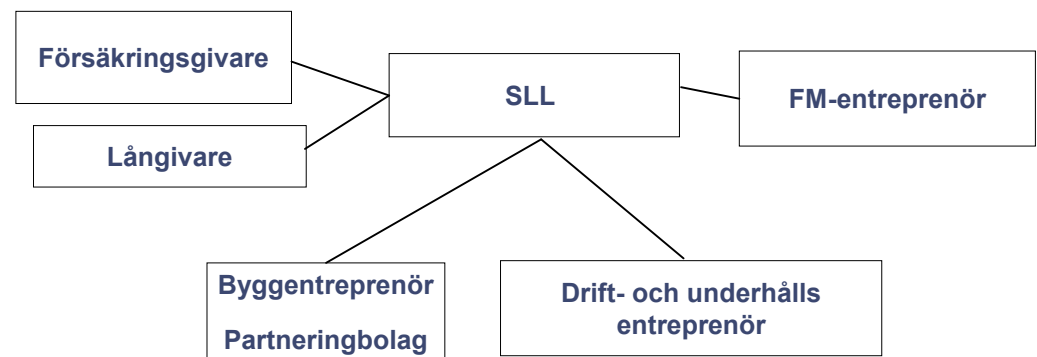 Försäkringsgivare
SLL
FM-entreprenör
Långivare
Byggentreprenör
Partneringbolag
Drift- och underhålls
entreprenör